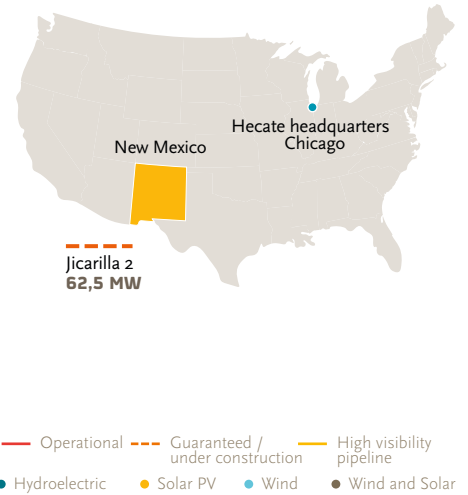 Hecate headquarters
Chicago
New Mexico
Jicarilla 2
62,5 MW
Operational
Guaranteed /
under construction
High visibility
pipeline
Hydroelectric
Solar PV
Wind
Wind and Solar